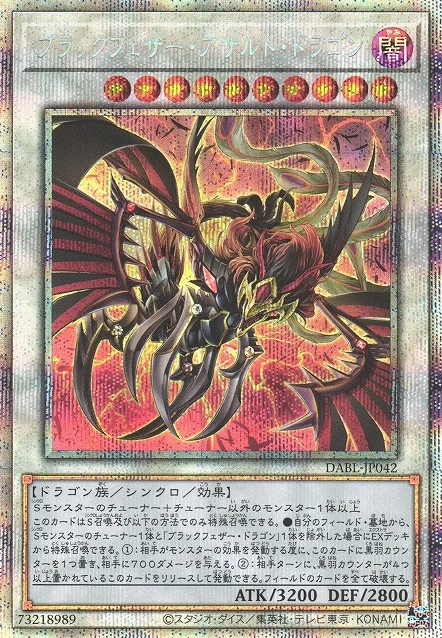 ブラックフェザー・アサルト・ドラゴン
闇
DABL-JP042
【ドラゴン族／シンクロ／効果】
Sモンスターのチューナー＋チューナー以外のモンスター1体以上
このカードはS召喚及び以下の方法でのみ特殊召喚できる。●自分のフィールド・墓地から、
Sモンスターのチューナー1体と「ブラックフェザー・ドラゴン」1体を除外した場合にEXデッキ
から特殊召喚できる。①：相手がモンスターの効果を発動する度に、このカードに黒羽カウン
ターを1つ置き、相手に700ダメージを与える。②：相手ターンに、黒羽カウンターが4つ
以上置かれているこのカードをリリースして発動できる。フィールドのカードを全て破壊する。
ATK/3200 DEF/2800
73218989
©スタジオ・ダイス/集英社・テレビ東京・KONAMI